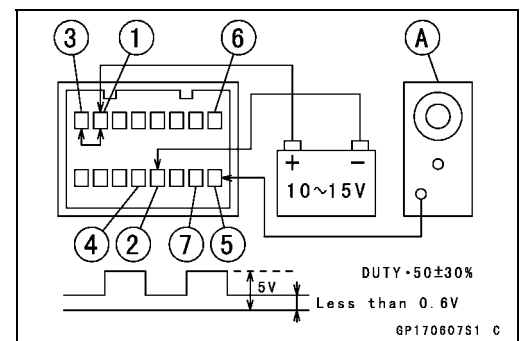 3 1 6 A
+ −
10~15V
4 2 7 5
DUTY·50±30%
5V
Less than 0.6V
GP170607S1 C